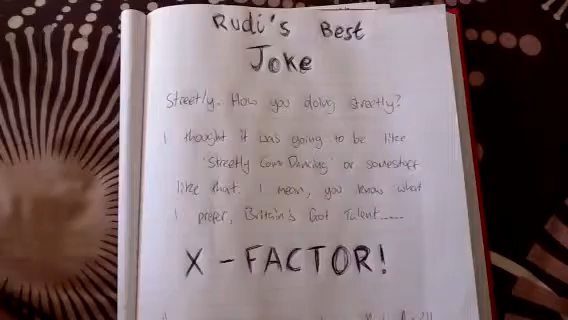 Rudi's Best
Joke
Streetly. How you doing streetly?
I thought it was going to be like
'Streetly Come Dancing' or
like that. I mean, you know what
I prefer, Britain's Got Talent......
X-FACTOR!